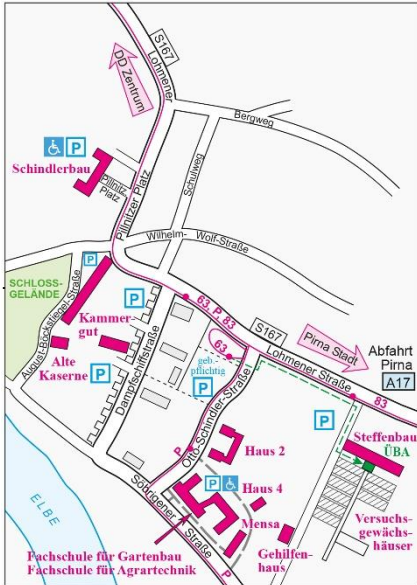 S167
Lohmener
DD Zentrum
Bergweg
P
Schindlerbau
Pillnitz.
Platz
Pillnitzer Platz
Schulweg
Wilhelm-
Wolf-Straße
P
SCHLOSS-
GELÄNDE
August-Böckstiegel-Straße
P
63, P, 83
S167
Pirna Stadt
Abfahrt
Pirna
A17
Kammer-
gut
63
Lohmener Straße
83
Alte
Kaserne
P
Dampfschiffstraße
geb.-
pflichtig
P
Otto-Schindler-Straße
P
Steffenbau
ÜBA
P
Haus 2
P
Haus 4
ELBE
Söbrigener
Straße
Mensa
Versuchs-
gewächs-
häuser
Gehilfen-
haus
Fachschule für Gartenbau
Fachschule für Agrartechnik
P